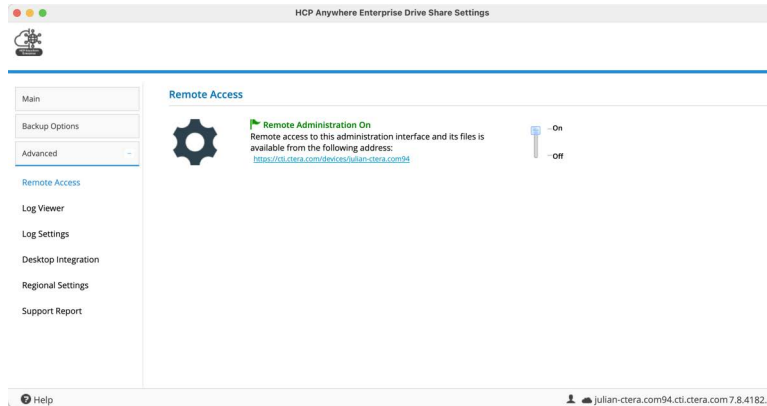 HCP Anywhere Enterprise Drive Share Settings
Main
Backup Options
Advanced
Remote Access
Log Viewer
Log Settings
Desktop Integration
Regional Settings
Support Report
Remote Access
Remote Administration On
Remote access to this administration interface and its files is
available from the following address:
https://cti.ctera.com/devices/julian-ctera.com94
On
Off
Help
julian-ctera.com94.cti.ctera.com 7.8.4182.